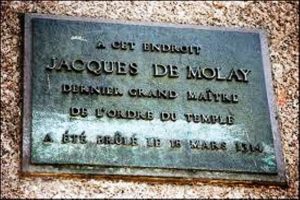 A CET ENDROIT
JACQUES DE MOLAY
DERNIER GRAND MAÎTRE
DE L'ORDRE DU TEMPLE
A ÉTÉ BRÛLÉ LE 18 MARS 1314